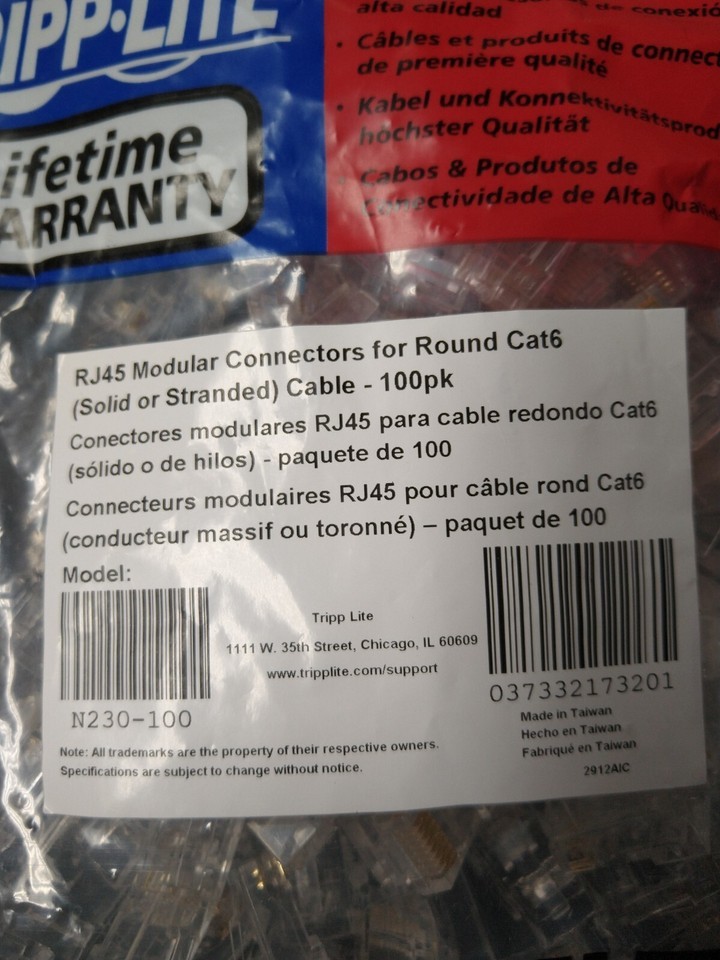 TRIPP·LITE
Lifetime
WARRANTY
alta calidad
de conexió
• Câbles et produits de connect
de première qualité
• Kabel und Konnektivitätsprod
höchster Qualität
• Cabos & Produtos de
Conectividade de Alta Qua
RJ45 Modular Connectors for Round Cat6
(Solid or Stranded) Cable - 100pk
Conectores modulares RJ45 para cable redondo Cat6
(sólido o de hilos) - paquete de 100
Connecteurs modulaires RJ45 pour câble rond Cat6
(conducteur massif ou toronné) – paquet de 100
Model:
N230-100
Tripp Lite
1111 W. 35th Street, Chicago, IL 60609
www.tripplite.com/support
037332173201
Note: All trademarks are the property of their respective owners.
Specifications are subject to change without notice.
Made in Taiwan
Hecho en Taiwan
Fabriqué en Taiwan
2912AIC